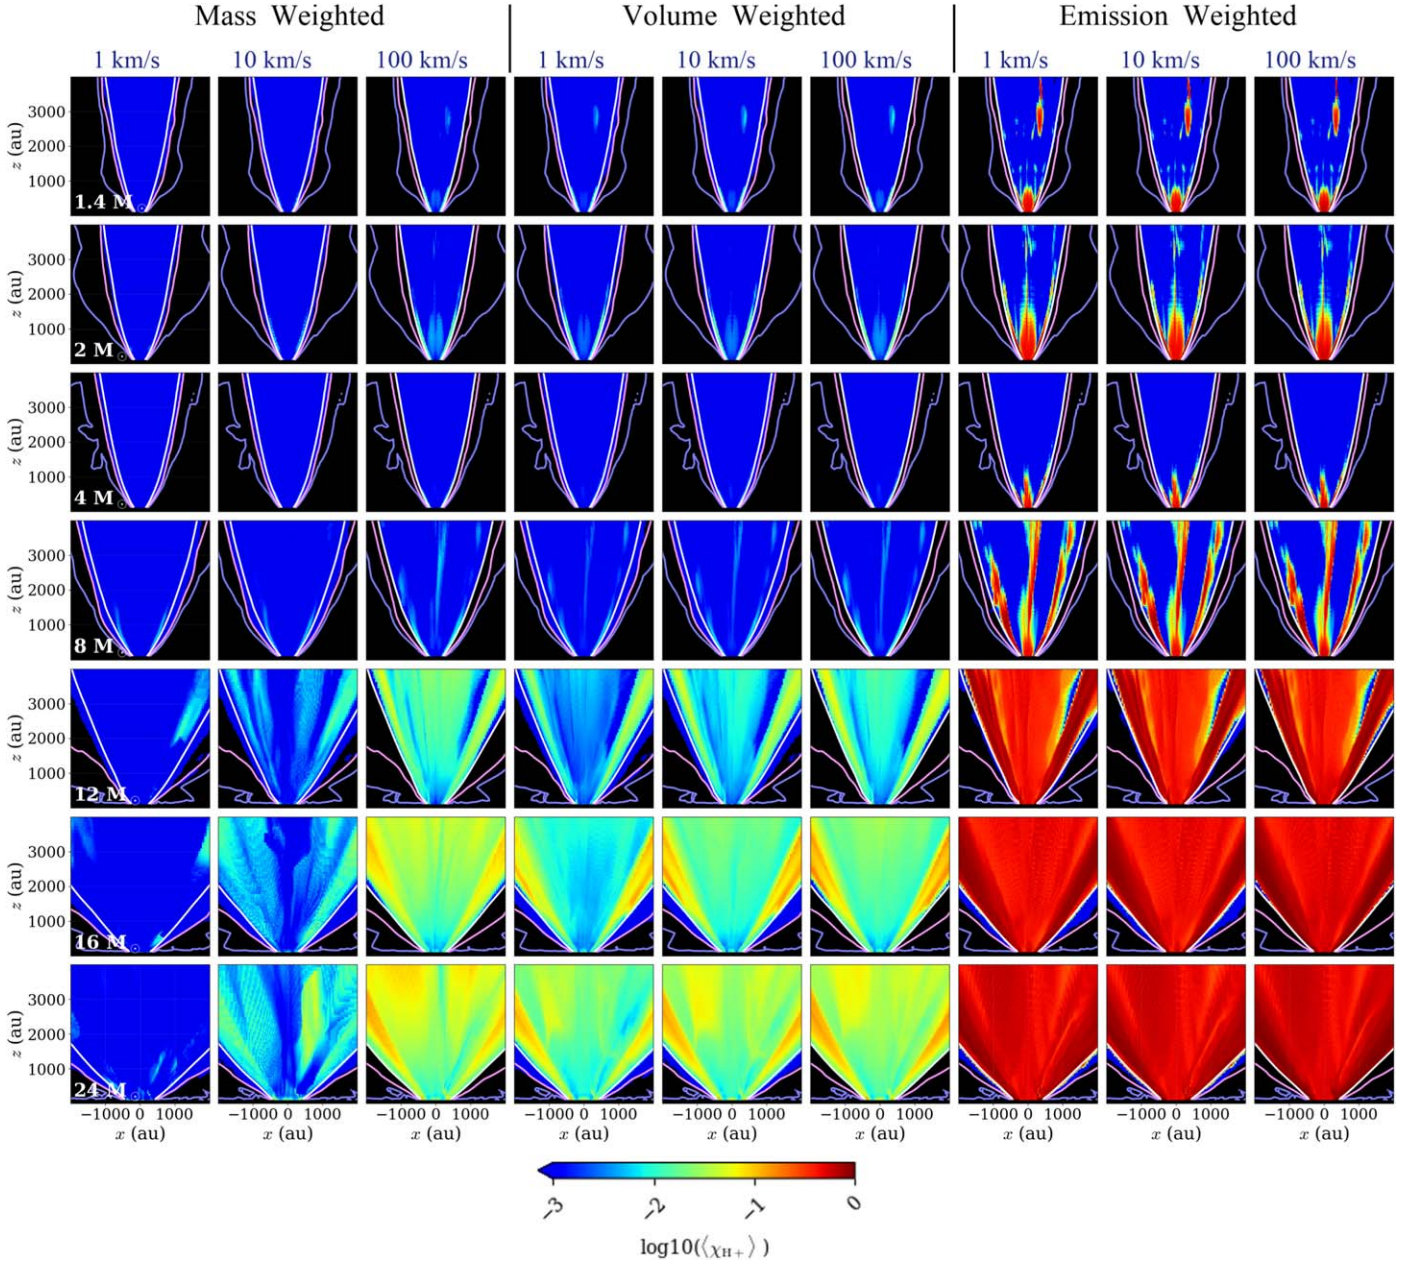 Mass Weighted Volume Weighted Emission Weighted
1 km/s 10 km/s 100 km/s 1 km/s 10 km/s 100 km/s 1 km/s 10 km/s 100 km/s
z (au) 3000 2000 1000 1.4 M⊙
z (au) 3000 2000 1000 2 M⊙
z (au) 3000 2000 1000 4 M⊙
z (au) 3000 2000 1000 8 M⊙
z (au) 3000 2000 1000 12 M⊙
z (au) 3000 2000 1000 16 M⊙
z (au) 3000 2000 1000 24 M⊙
−1000 0 1000 −1000 0 1000 −1000 0 1000 −1000 0 1000 −1000 0 1000 −1000 0 1000 −1000 0 1000 −1000 0 1000 −1000 0 1000
x (au) x (au) x (au) x (au) x (au) x (au) x (au) x (au) x (au)
−3 −2 −1 0
log10(⟨χH+⟩)